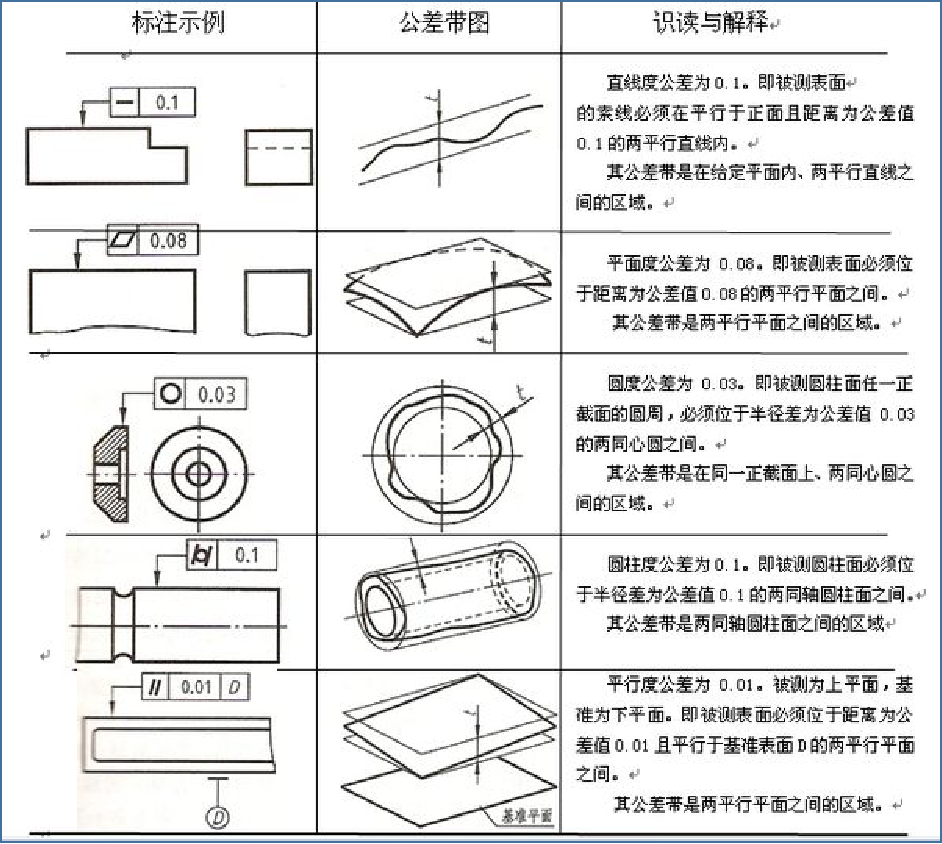 标注示例 公差带图 识读与解释
0.1
t
直线度公差为 0.1。即被测表面
的索线必须在平行于正面且距离为公差值
0.1的两平行直线内。
其公差带是在给定平面内、两平行直线之
间的区域。
0.08
t
平面度公差为 0.08。即被测表面必须位
于距离为公差值0.08的两平行平面之间。
其公差带是两平行平面之间的区域。
0.03
t
圆度公差为 0.03。即被测圆柱面任一正
截面的圆周，必须位于半径差为公差值 0.03
的两同心圆之间。
其公差带是在同一正截面上、两同心圆之
间的区域。
0.1
圆柱度公差为0.1。即被测圆柱面必须位
于半径差为公差值0.1的两同轴圆柱面之间。
其公差带是两同轴圆柱面之间的区域
// 0.01 D
D
t
基准平面
平行度公差为 0.01。被测为上平面，基
准为下平面。即被测表面必须位于距离为公
差值0.01且平行于基准表面D的两平行平面
之间。
其公差带是两平行平面之间的区域。